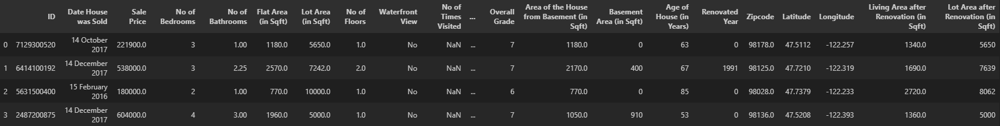 ID Date House was Sold Sale Price No of Bedrooms No of Bathrooms Flat Area (in Sqft) Lot Area (in Sqft) No of Floors Waterfront View No of Times Visited ... Overall Grade Area of the House from Basement (in Sqft) Basement Area (in Sqft) Age of House (in Years) Renovated Year Zipcode Latitude Longitude Living Area after Renovation (in Sqft) Lot Area after Renovation (in Sqft)
0 7129300520 14 October 2017 221900.0 3 1.00 1180.0 5650.0 1.0 No NaN ... 7 1180.0 0 63 0 98178.0 47.5112 -122.257 1340.0 5650
1 6414100192 14 December 2017 538000.0 3 2.25 2570.0 7242.0 2.0 No NaN ... 7 2170.0 400 67 1991 98125.0 47.7210 -122.319 1690.0 7639
2 5631500400 15 February 2016 180000.0 2 1.00 770.0 10000.0 1.0 No NaN ... 6 770.0 0 85 0 98028.0 47.7379 -122.233 2720.0 8062
3 2487200875 14 December 2017 604000.0 4 3.00 1960.0 5000.0 1.0 No NaN ... 7 1050.0 910 53 0 98136.0 47.5208 -122.393 1360.0 5000